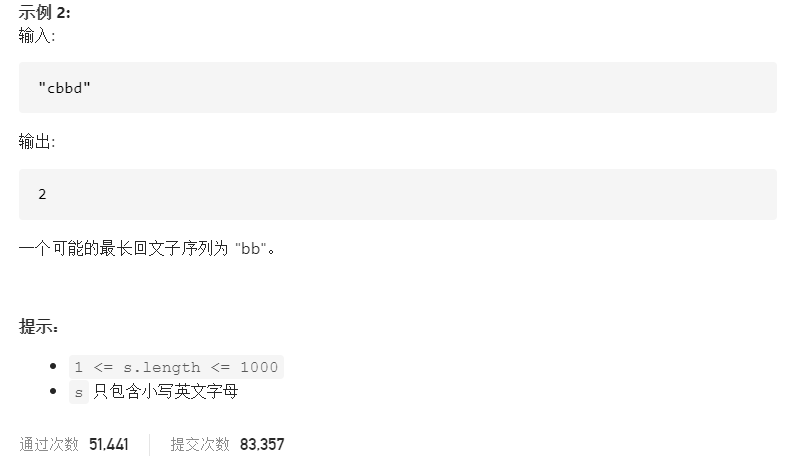 示例 2:
输入:
"cbbd"
输出:
2
一个可能的最长回文子序列为 "bb"。
提示：
1 <= s.length <= 1000
s 只包含小写英文字母
通过次数 51,441 提交次数 83,357